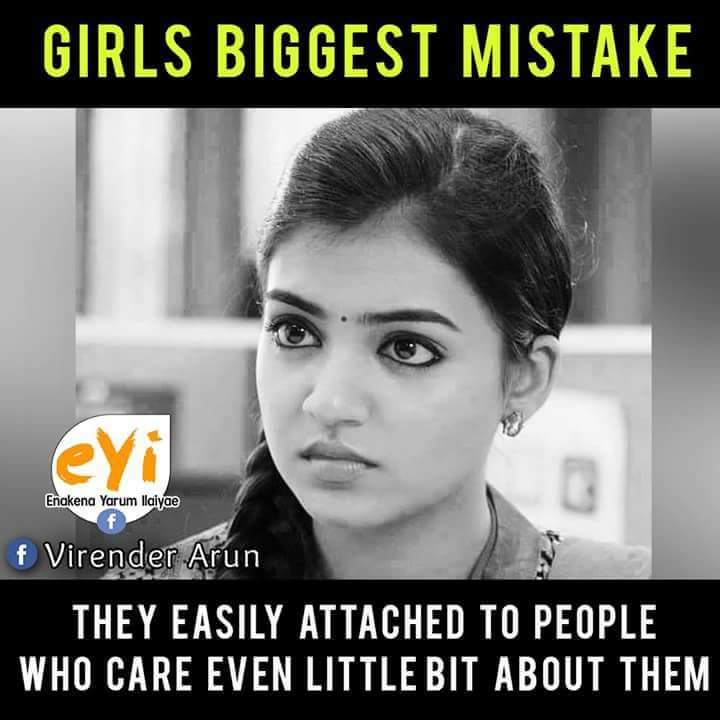 GIRLS BIGGEST MISTAKE
eYi
Enakena Yarum Ilaiyae
f
f Virender Arun
THEY EASILY ATTACHED TO PEOPLE
WHO CARE EVEN LITTLE BIT ABOUT THEM